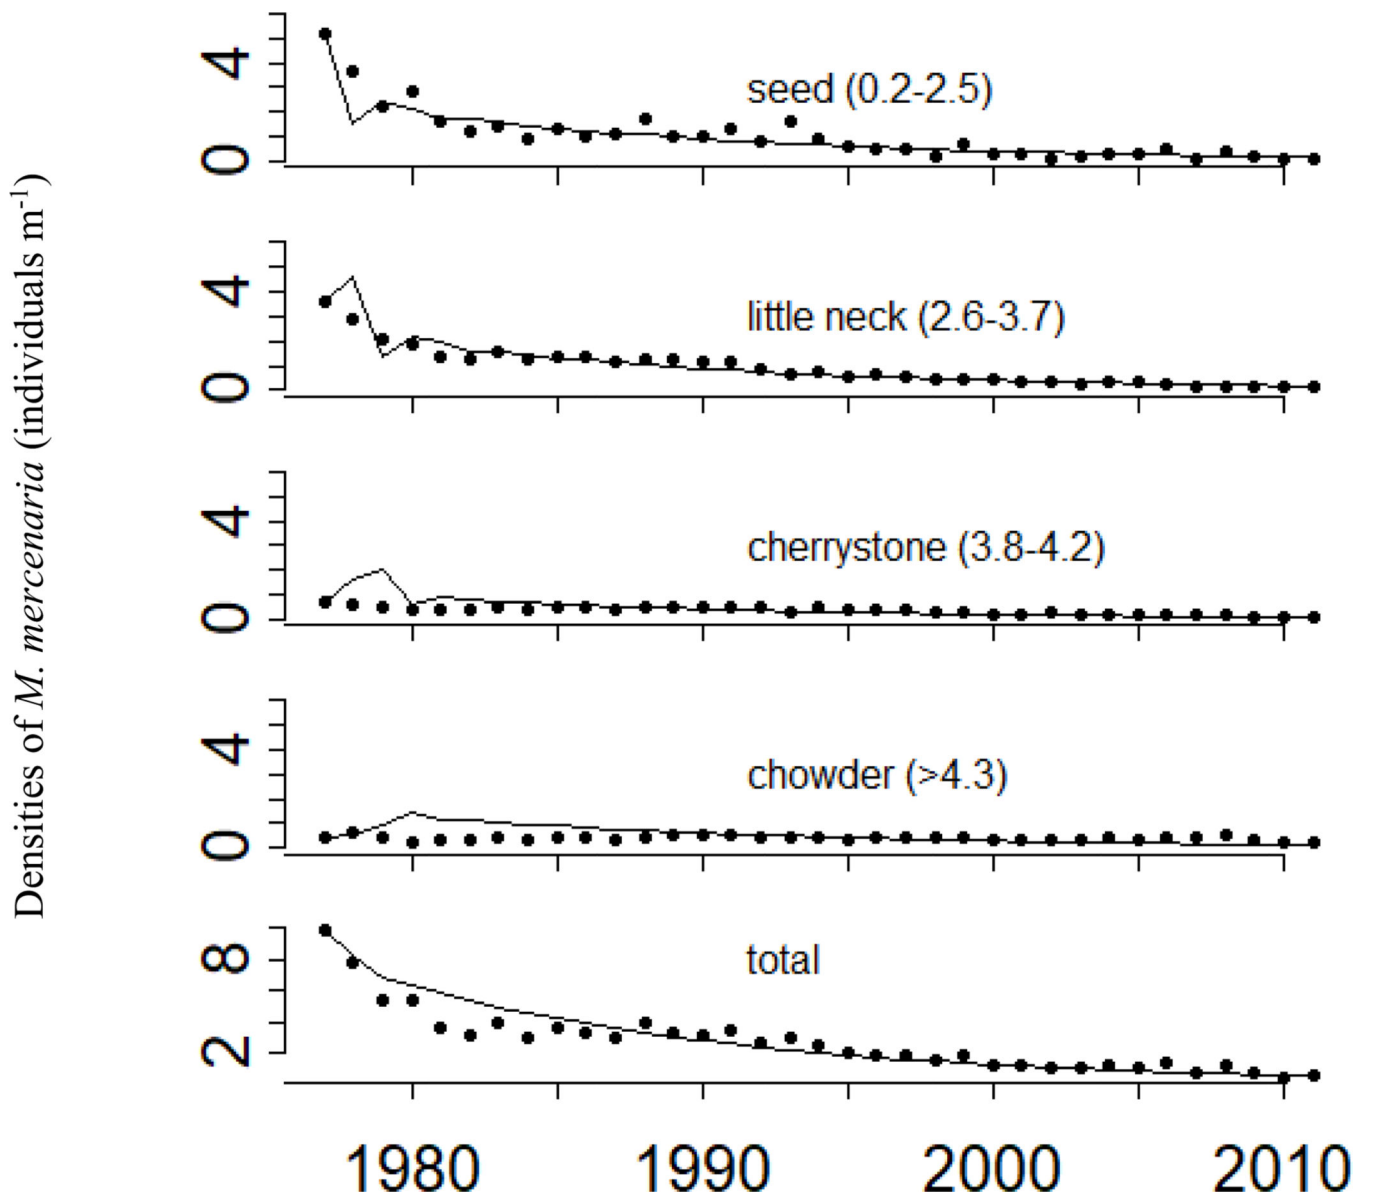 Densities of M. mercenaria (individuals m-1)
4
0
seed (0.2-2.5)
4
0
little neck (2.6-3.7)
4
0
cherrystone (3.8-4.2)
4
0
chowder (>4.3)
8
2
total
1980 1990 2000 2010